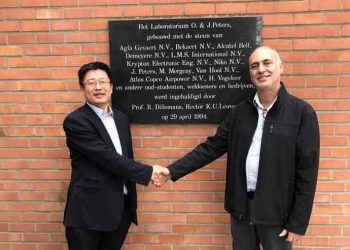 Het Laboratorium O. & J. Peters,
gebouwd met de steun van
Agfa Gevaert N.V., Bekaert N.V., Alcatel Bell,
Demeyere N.V., L.M.S. International N.V.,
Krypton Electronic Eng. N.V., Niko N.V.,
J. Peters, M. Morgray, Van Hool N.V.,
Atlas Copco Airpower N.V., H. Vogeleer
en andere oud-studenten, weldoeners en bedrijven,
werd ingehuldigd door
Prof. R. Dillemans, Rector K.U.Leuven
op 29 april 1994.